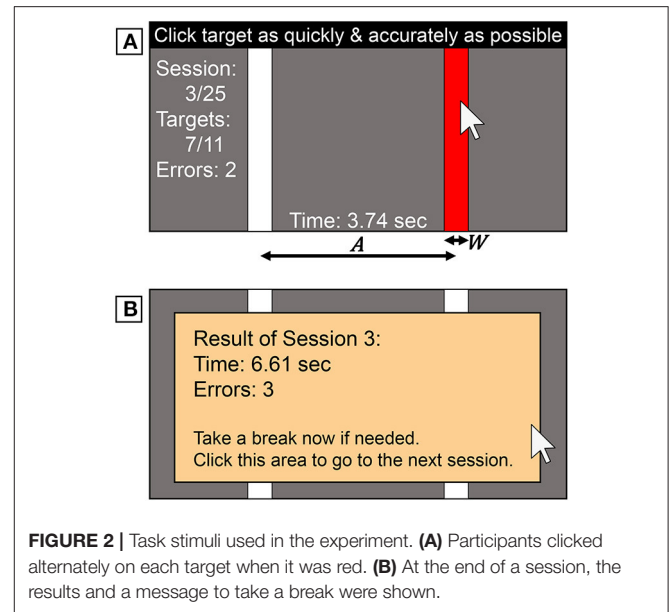 A
Click target as quickly & accurately as possible
Session:
3/25
Targets:
7/11
Errors: 2
Time: 3.74 sec
A
W
B
Result of Session 3:
Time: 6.61 sec
Errors: 3
Take a break now if needed.
Click this area to go to the next session.
FIGURE 2 | Task stimuli used in the experiment. (A) Participants clicked
alternately on each target when it was red. (B) At the end of a session, the
results and a message to take a break were shown.